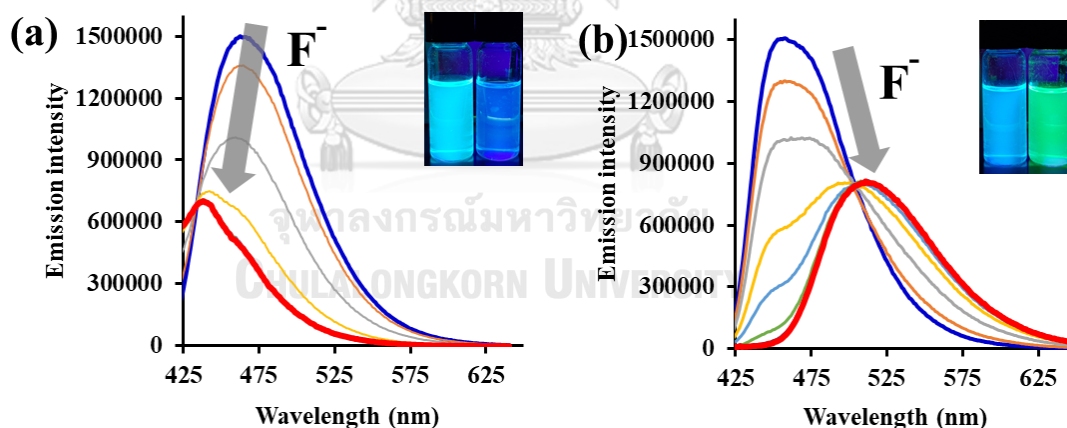 (a)
F-
Emission intensity
1500000
1200000
900000
600000
300000
0
425 475 525 575 625
Wavelength (nm)
(b)
F-
Emission intensity
1500000
1200000
900000
600000
300000
0
425 475 525 575 625
Wavelength (nm)
จุฬาลงกรณ์มหาวิทยาลัย
CHULALONGKORN UNIVERSITY